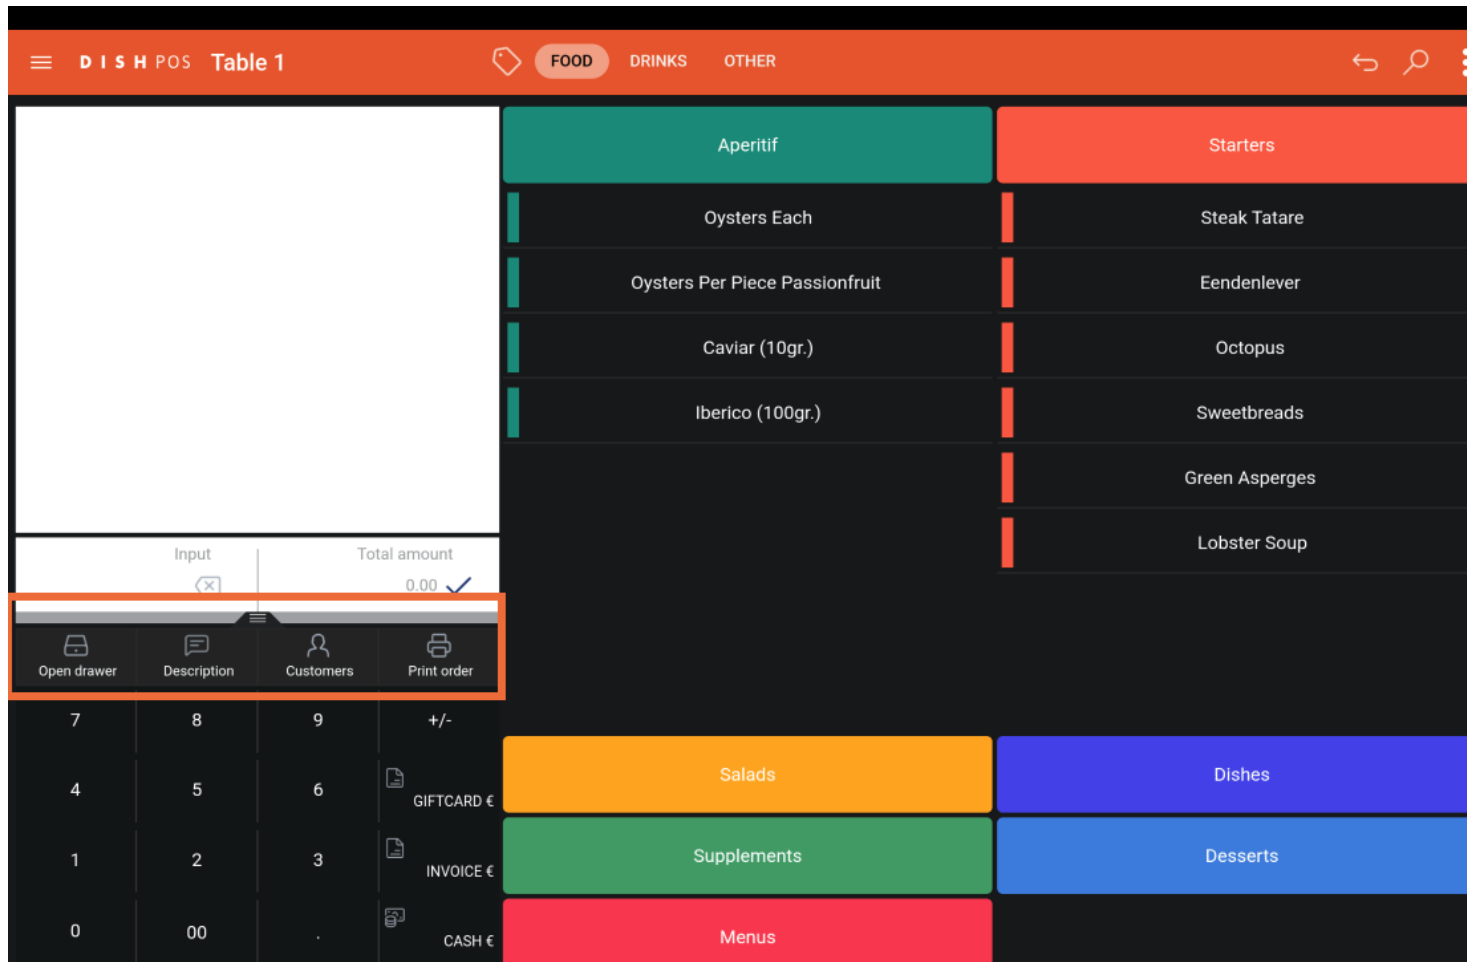 DISH POS Table 1 FOOD DRINKS OTHER
Aperitif
Oysters Each
Oysters Per Piece Passionfruit
Caviar (10gr.)
Iberico (100gr.)
Starters
Steak Tatare
Eendenlever
Octopus
Sweetbreads
Green Asperges
Lobster Soup
Input Total amount
0.00
Open drawer Description Customers Print order
7 8 9 +/-
4 5 6 GIFTCARD €
1 2 3 INVOICE €
0 00 . CASH €
Salads Dishes
Supplements Desserts
Menus